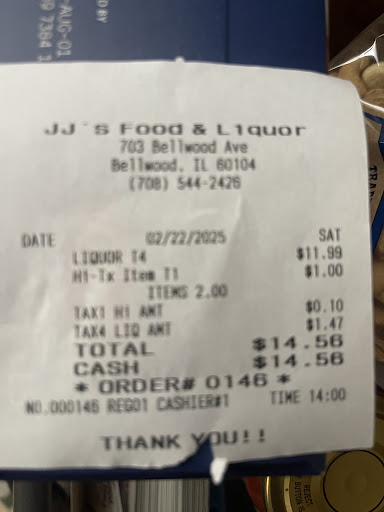 JJ'S Food & L1quor
703 Bellwood Ave
Bellwood, IL 60104
(708) 544-2426
DATE 02/22/2025 SAT
LIQUOR T4 $11.99
H1-Tx Item T1 $1.00
ITEMS 2.00
TAX1 H1 AMT $0.10
TAX4 LIQ AMT $1.47
TOTAL $14.56
CASH $14.56
* ORDER# 0146 *
NO.000146 REG01 CASHIER#1 TIME 14:00
THANK YOU!!